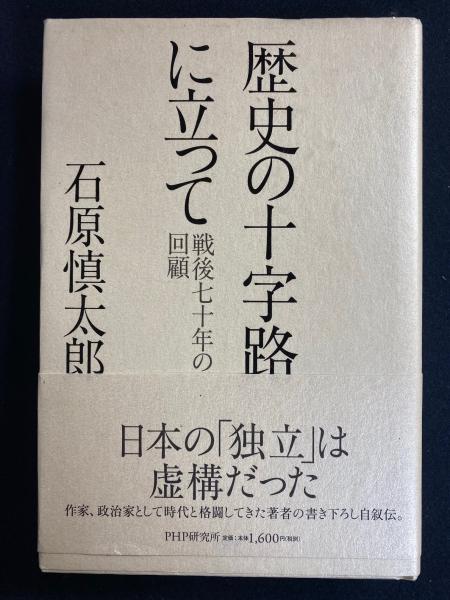 歴史の十字路
に立って
戦後七十年の
回顧
石原慎太郎
日本の「独立」は
虚構だった
作家、政治家として時代と格闘してきた著者の書き下ろし自叙伝。
PHP研究所 定価:本体1,600円(税別)